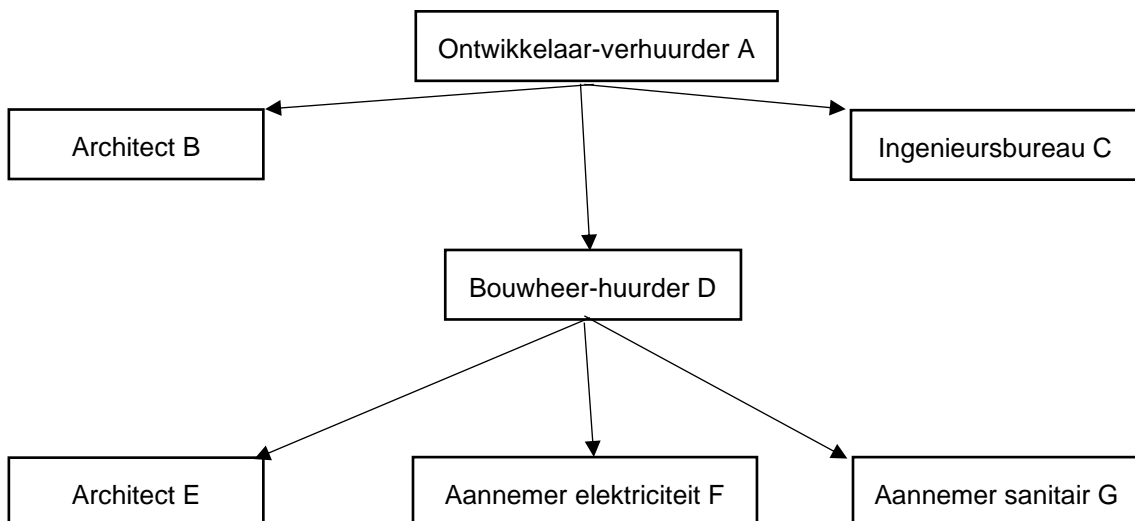 Ontwikkelaar-verhuurder A
Architect B
Ingenieursbureau C
Bouwheer-huurder D
Architect E
Aannemer elektriciteit F
Aannemer sanitair G